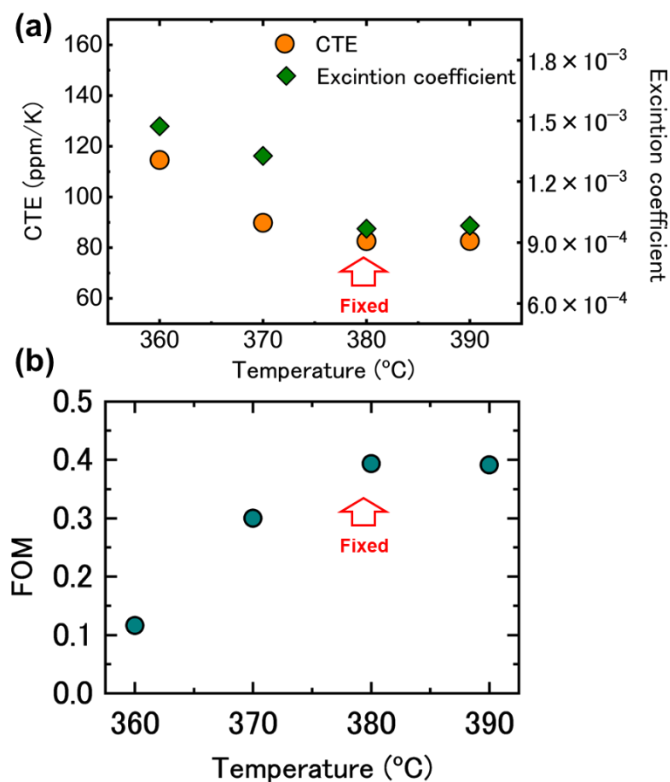 (a)
160
140
120
100
80
60
CTE (ppm/K)
CTE
Excintion coefficient
1.8×10⁻³
1.5×10⁻³
1.2×10⁻³
9.0×10⁻⁴
6.0×10⁻⁴
Excintion coefficient
Fixed
360 370 380 390
Temperature (ºC)
(b)
0.5
0.4
0.3
0.2
0.1
0.0
FOM
Fixed
360 370 380 390
Temperature (ºC)